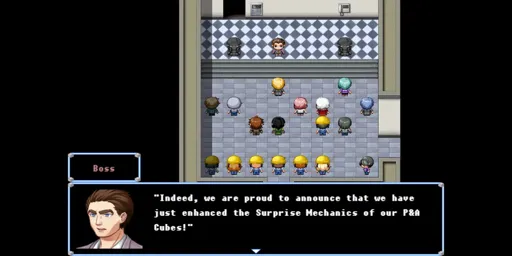 Boss
"Indeed, we are proud to announce that we have
just enhanced the Surprise Mechanics of our P&A
Cubes!"